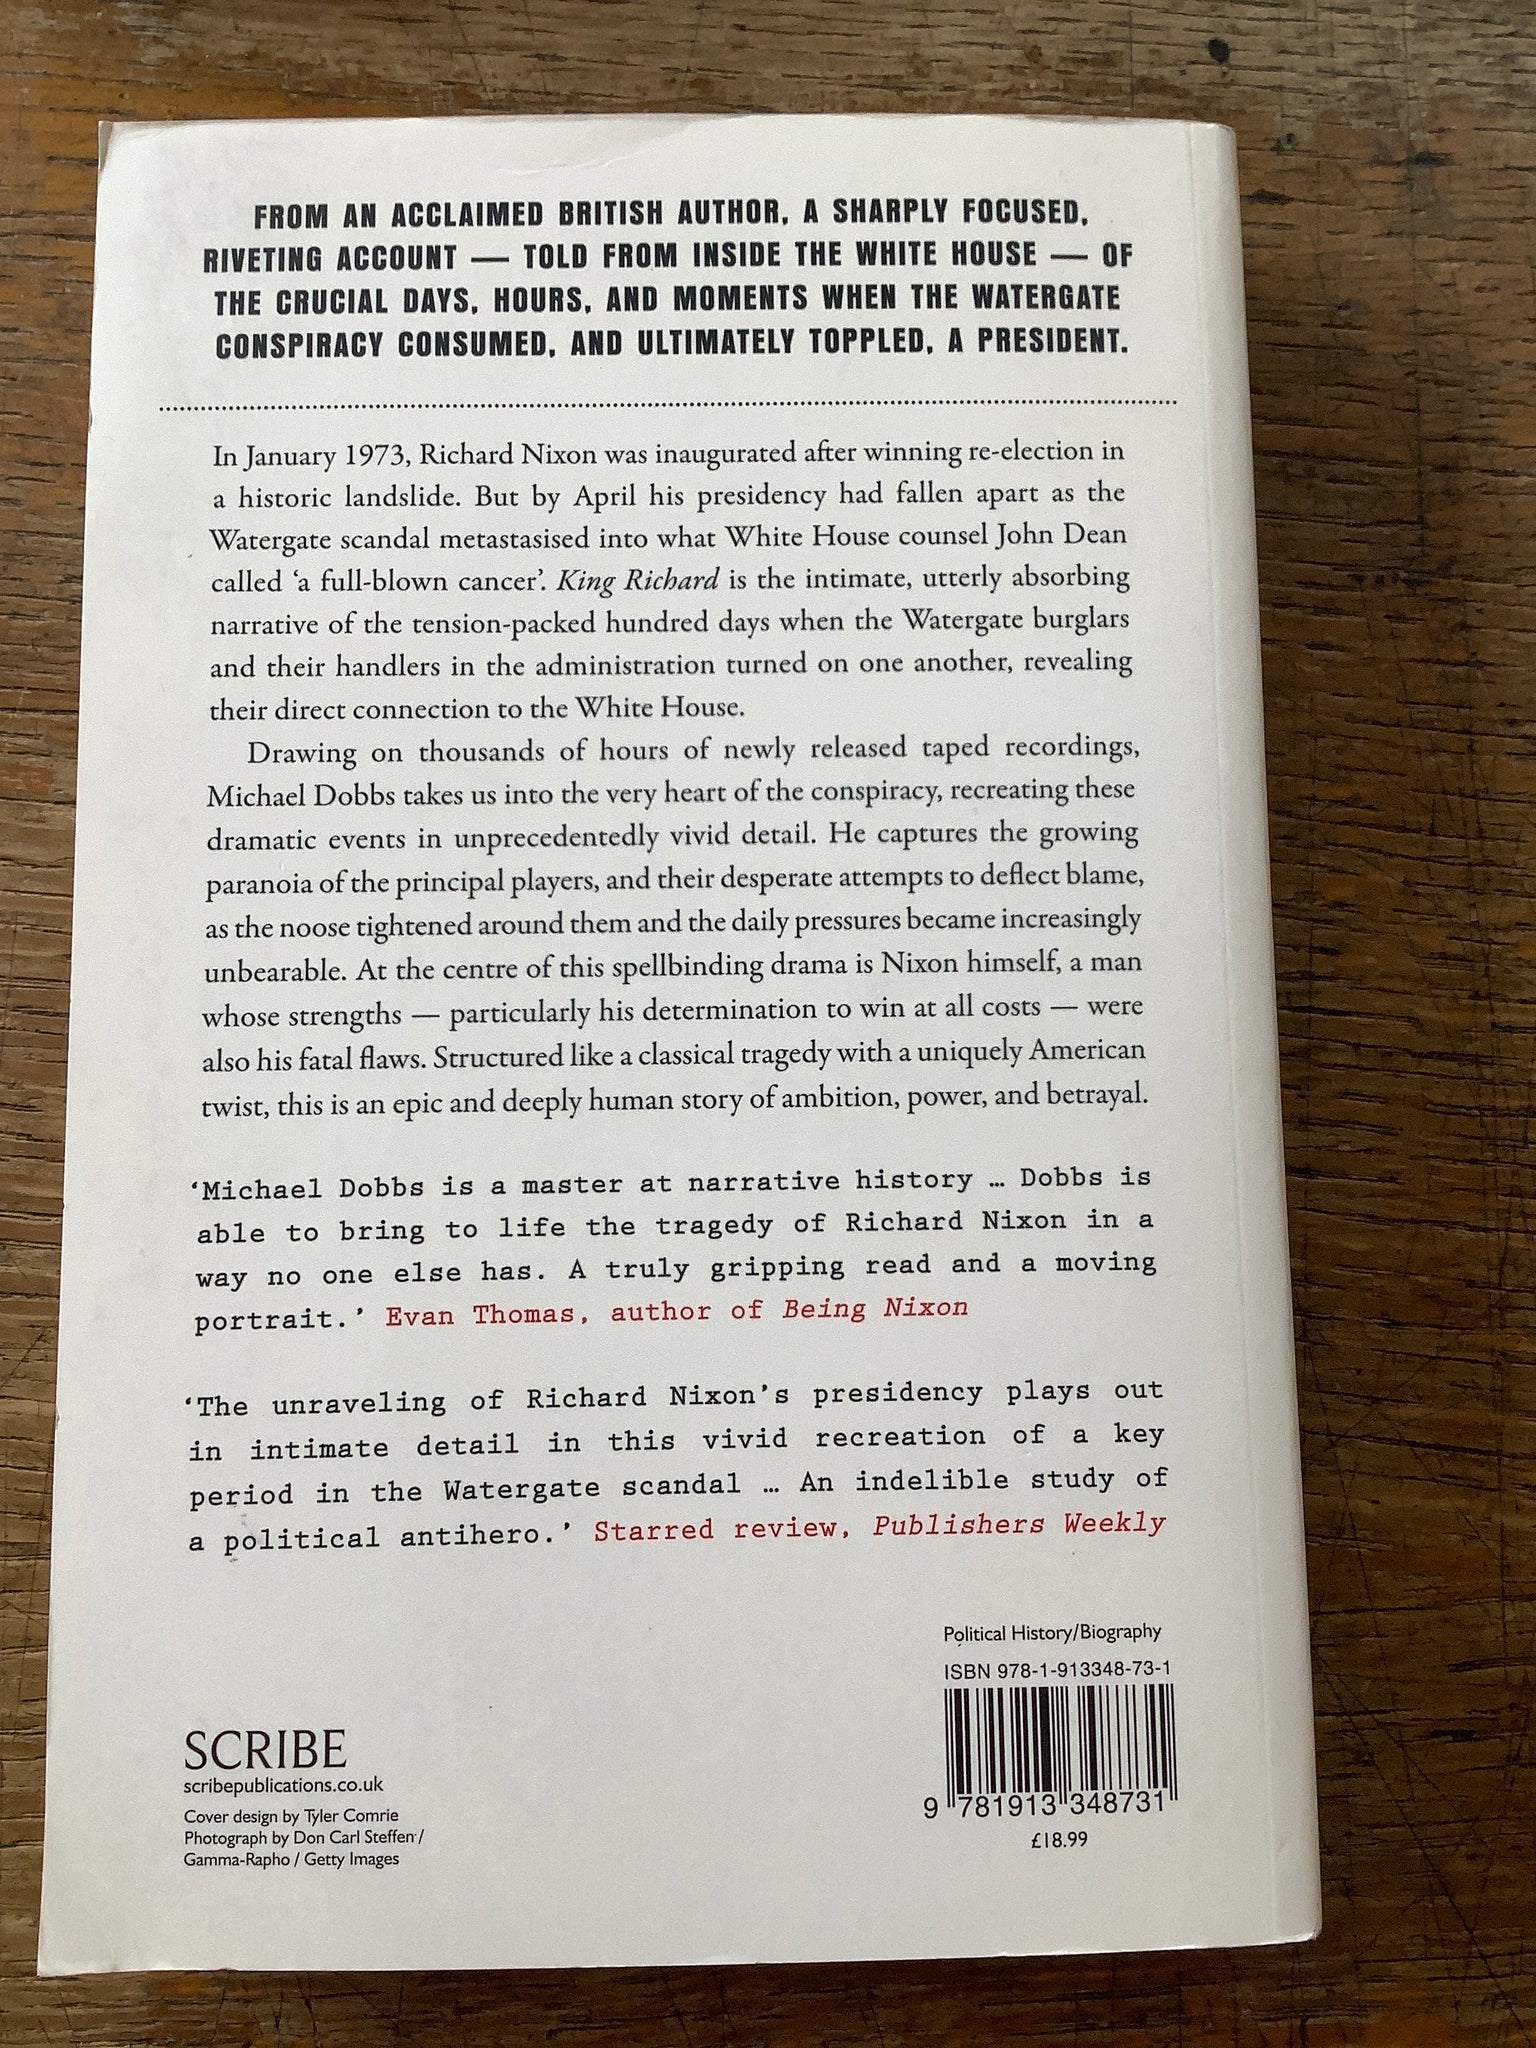 FROM AN ACCLAIMED BRITISH AUTHOR, A SHARPLY FOCUSED,
RIVETING ACCOUNT — TOLD FROM INSIDE THE WHITE HOUSE — OF
THE CRUCIAL DAYS, HOURS, AND MOMENTS WHEN THE WATERGATE
CONSPIRACY CONSUMED, AND ULTIMATELY TOPPLED, A PRESIDENT.
In January 1973, Richard Nixon was inaugurated after winning re-election in
a historic landslide. But by April his presidency had fallen apart as the
Watergate scandal metastasised into what White House counsel John Dean
called ‘a full-blown cancer’. King Richard is the intimate, utterly absorbing
narrative of the tension-packed hundred days when the Watergate burglars
and their handlers in the administration turned on one another, revealing
their direct connection to the White House.
Drawing on thousands of hours of newly released taped recordings,
Michael Dobbs takes us into the very heart of the conspiracy, recreating these
dramatic events in unprecedentedly vivid detail. He captures the growing
paranoia of the principal players, and their desperate attempts to deflect blame,
as the noose tightened around them and the daily pressures became increasingly
unbearable. At the centre of this spellbinding drama is Nixon himself, a man
whose strengths — particularly his determination to win at all costs — were
also his fatal flaws. Structured like a classical tragedy with a uniquely American
twist, this is an epic and deeply human story of ambition, power, and betrayal.
‘Michael Dobbs is a master at narrative history … Dobbs is
able to bring to life the tragedy of Richard Nixon in a
way no one else has. A truly gripping read and a moving
portrait.’ Evan Thomas, author of Being Nixon
‘The unraveling of Richard Nixon’s presidency plays out
in intimate detail in this vivid recreation of a key
period in the Watergate scandal … An indelible study of
a political antihero.’ Starred review, Publishers Weekly
Political History/Biography
ISBN 978-1-913348-73-1
9 781913 348731
£18.99
SCRIBE
scribepublications.co.uk
Cover design by Tyler Comrie
Photograph by Don Carl Steffen /
Gamma-Rapho / Getty Images